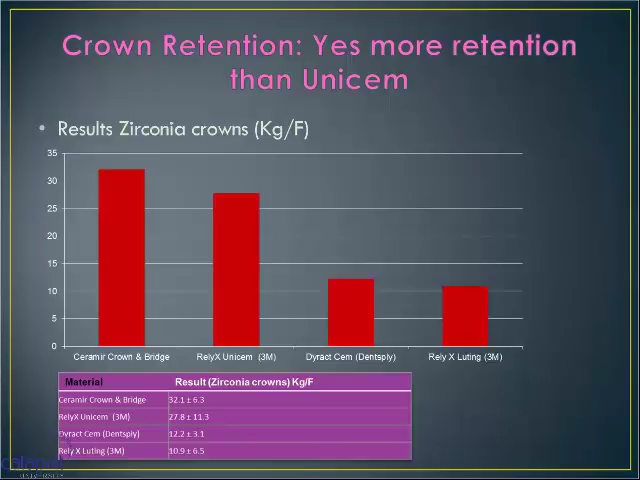 Crown Retention: Yes more retention
than Unicem
• Results Zirconia crowns (Kg/F)
35
30
25
20
15
10
5
0
Ceramir Crown & Bridge RelyX Unicem (3M) Dyract Cem (Dentsply) Rely X Luting (3M)
Material Result (Zirconia crowns) Kg/F
Ceramir Crown & Bridge 32.1 ± 6.3
RelyX Unicem (3M) 27.8 ± 11.3
Dyract Cem (Dentsply) 12.2 ± 3.1
Rely X Luting (3M) 10.9 ± 6.5
UNIVERSITY